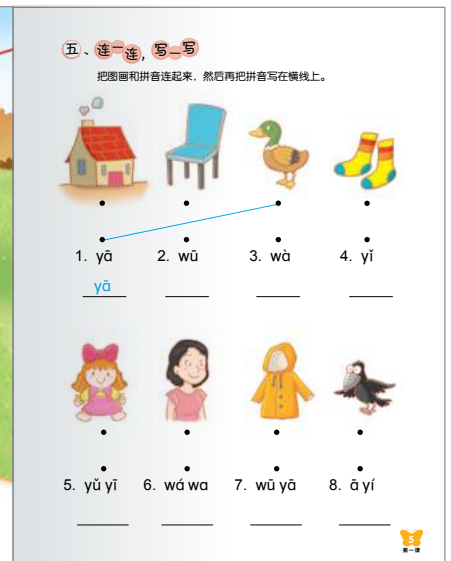 五、连一连，写一写
把图画和拼音连起来，然后再把拼音写在横线上。
1. yā 2. wū 3. wà 4. yǐ
yā
5. yǔ yī 6. wá wa 7. wū yā 8. ā yí
5
第一课